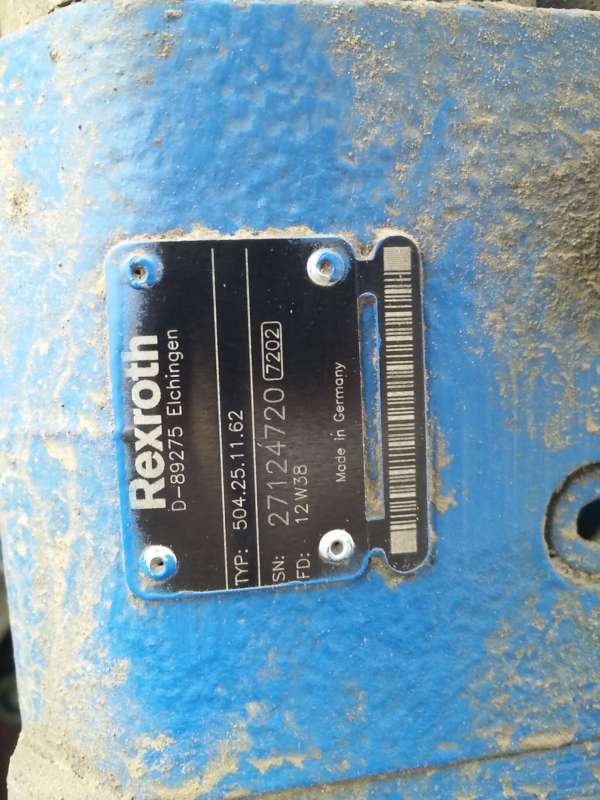 Rexroth
D-89275 Elchingen
TYP: 504.25.11.62
SN: 27124720 7202
FD: 12W38
Made in Germany